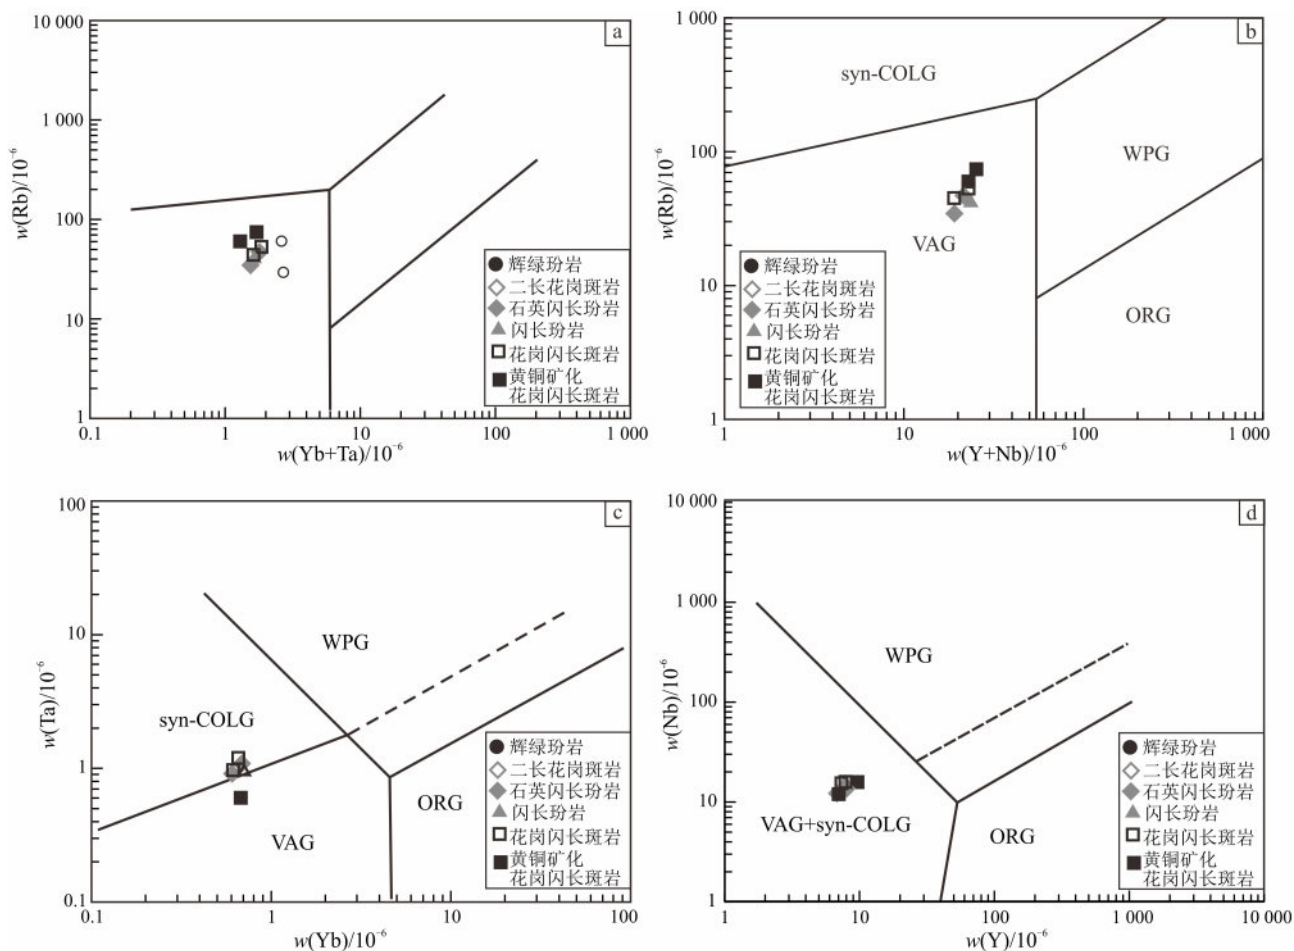 a
10 000
1 000
100
10
1
w(Rb)/10⁻⁶
0.1
1
10
100
1 000
w(Yb+Ta)/10⁻⁶
辉绿玢岩
二长花岗斑岩
石英闪长玢岩
闪长玢岩
花岗闪长斑岩
黄铜矿化
花岗闪长斑岩
b
1 000
100
10
1
w(Rb)/10⁻⁶
syn-COLG
WPG
VAG
ORG
1
10
100
1 000
w(Y+Nb)/10⁻⁶
辉绿玢岩
二长花岗斑岩
石英闪长玢岩
闪长玢岩
花岗闪长斑岩
黄铜矿化
花岗闪长斑岩
c
100
10
1
0.1
w(Ta)/10⁻⁶
WPG
syn-COLG
VAG
ORG
0.1
1
10
100
w(Yb)/10⁻⁶
辉绿玢岩
二长花岗斑岩
石英闪长玢岩
闪长玢岩
花岗闪长斑岩
黄铜矿化
花岗闪长斑岩
d
10 000
1 000
100
10
1
w(Nb)/10⁻⁶
WPG
VAG+syn-COLG
ORG
1
10
100
1 000
10 000
w(Y)/10⁻⁶
辉绿玢岩
二长花岗斑岩
石英闪长玢岩
闪长玢岩
花岗闪长斑岩
黄铜矿化
花岗闪长斑岩